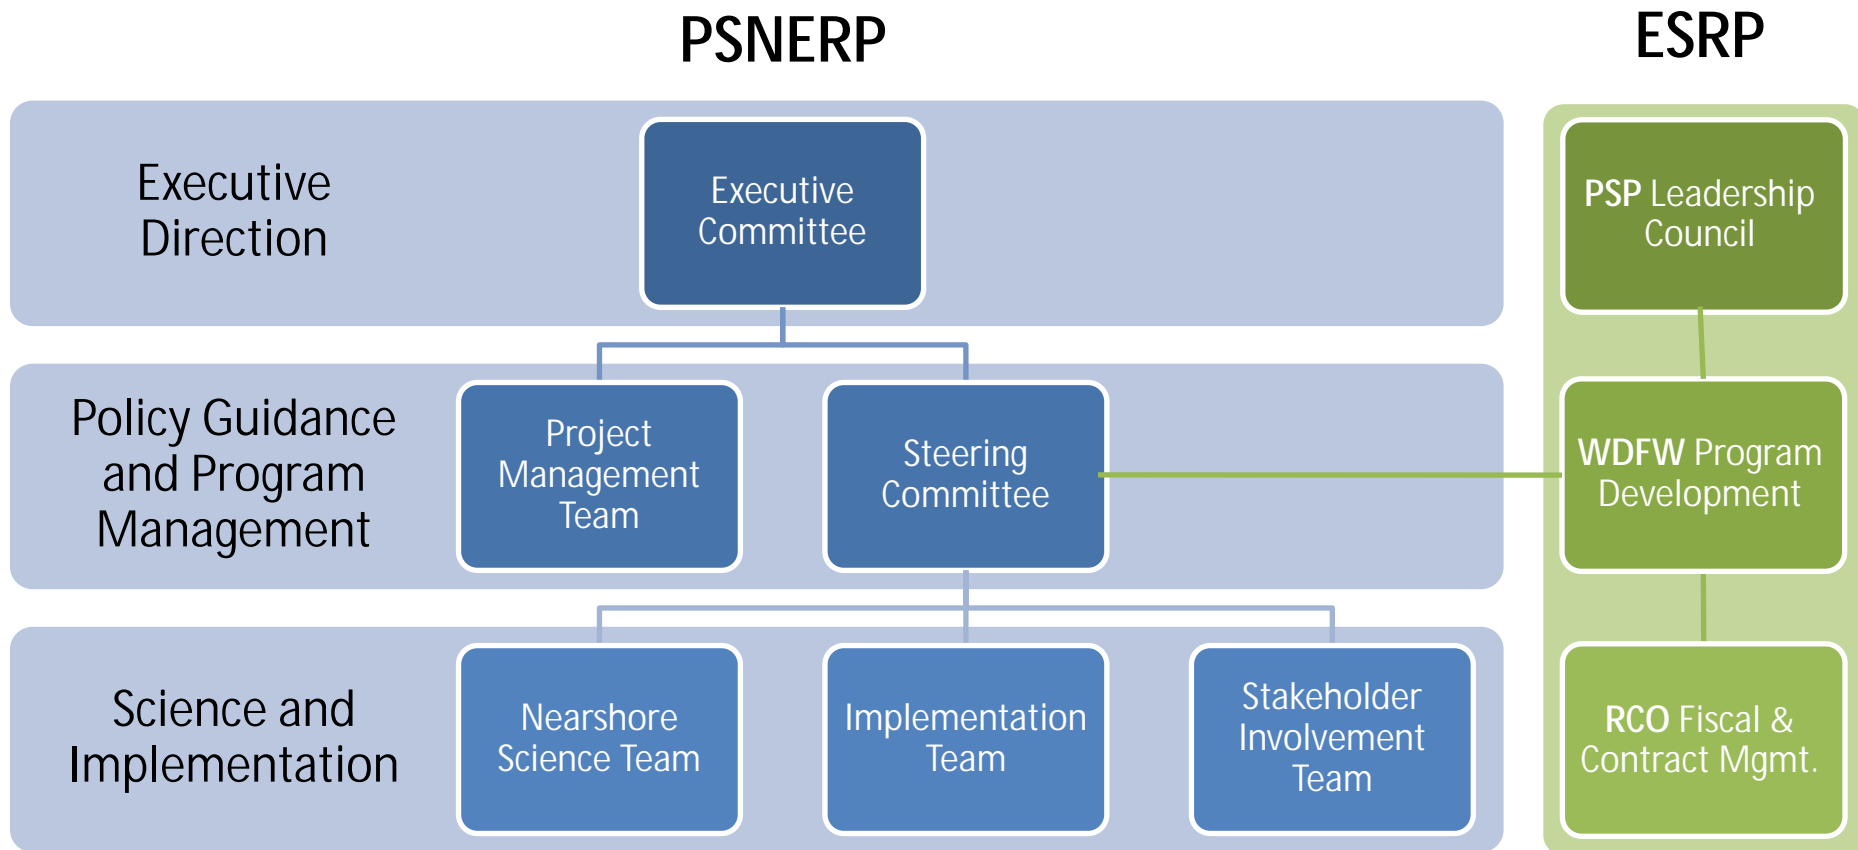 PSNERP
ESRP
Executive
Direction
Executive
Committee
PSP Leadership
Council
Policy Guidance
and Program
Management
Project
Management
Team
Steering
Committee
WDFW Program
Development
Science and
Implementation
Nearshore
Science Team
Implementation
Team
Stakeholder
Involvement
Team
RCO Fiscal &
Contract Mgmt.